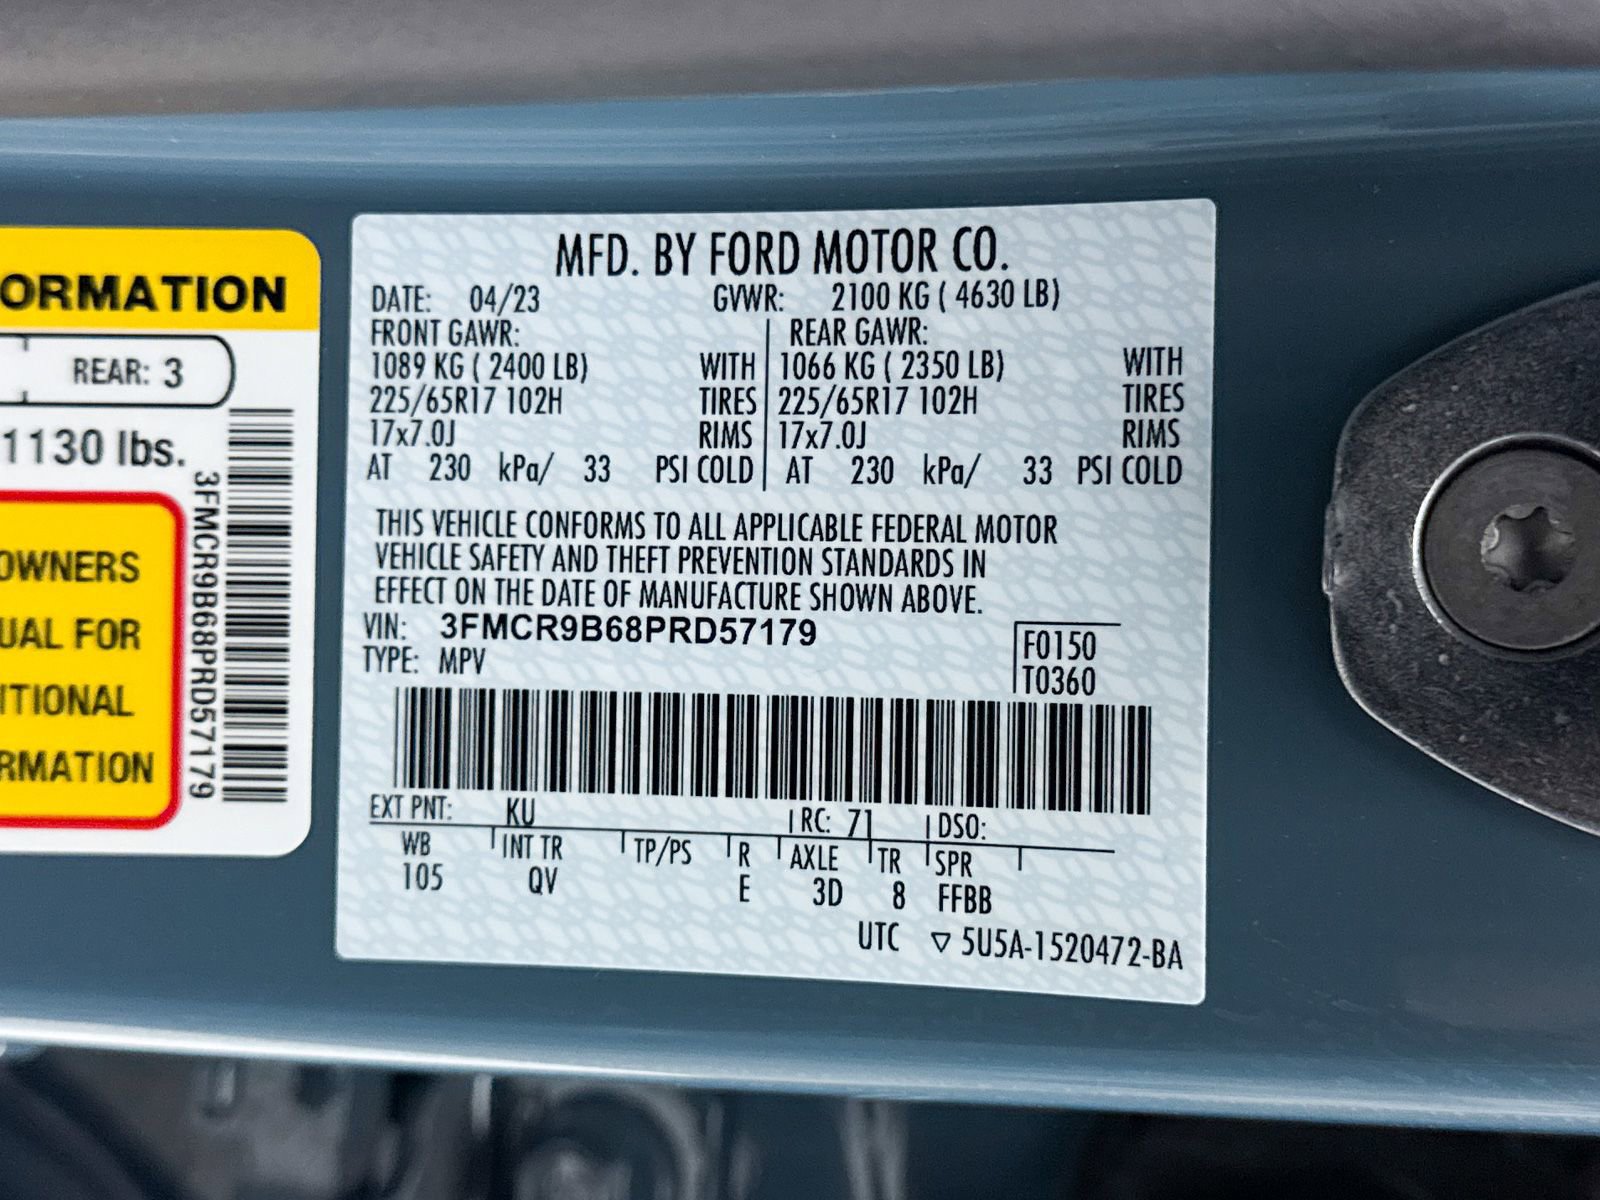 ORMATION
REAR: 3
1130 lbs.
OWNERS
UAL FOR
ITIONAL
RMATION
3FMCR9B68PRD57179
MFD. BY FORD MOTOR CO.
DATE: 04/23 GVWR: 2100 KG ( 4630 LB)
FRONT GAWR: REAR GAWR:
1089 KG ( 2400 LB) WITH 1066 KG ( 2350 LB) WITH
225/65R17 102H TIRES 225/65R17 102H TIRES
17x7.0J RIMS 17x7.0J RIMS
AT 230 kPa/ 33 PSI COLD AT 230 kPa/ 33 PSI COLD
THIS VEHICLE CONFORMS TO ALL APPLICABLE FEDERAL MOTOR
VEHICLE SAFETY AND THEFT PREVENTION STANDARDS IN
EFFECT ON THE DATE OF MANUFACTURE SHOWN ABOVE.
VIN: 3FMCR9B68PRD57179
TYPE: MPV
F0150
T0360
EXT PNT: KU RC: 71 DSO:
WB INT TR TP/PS R AXLE TR SPR
105 QV E 3D 8 FFBB
UTC ▽ 5U5A-1520472-BA